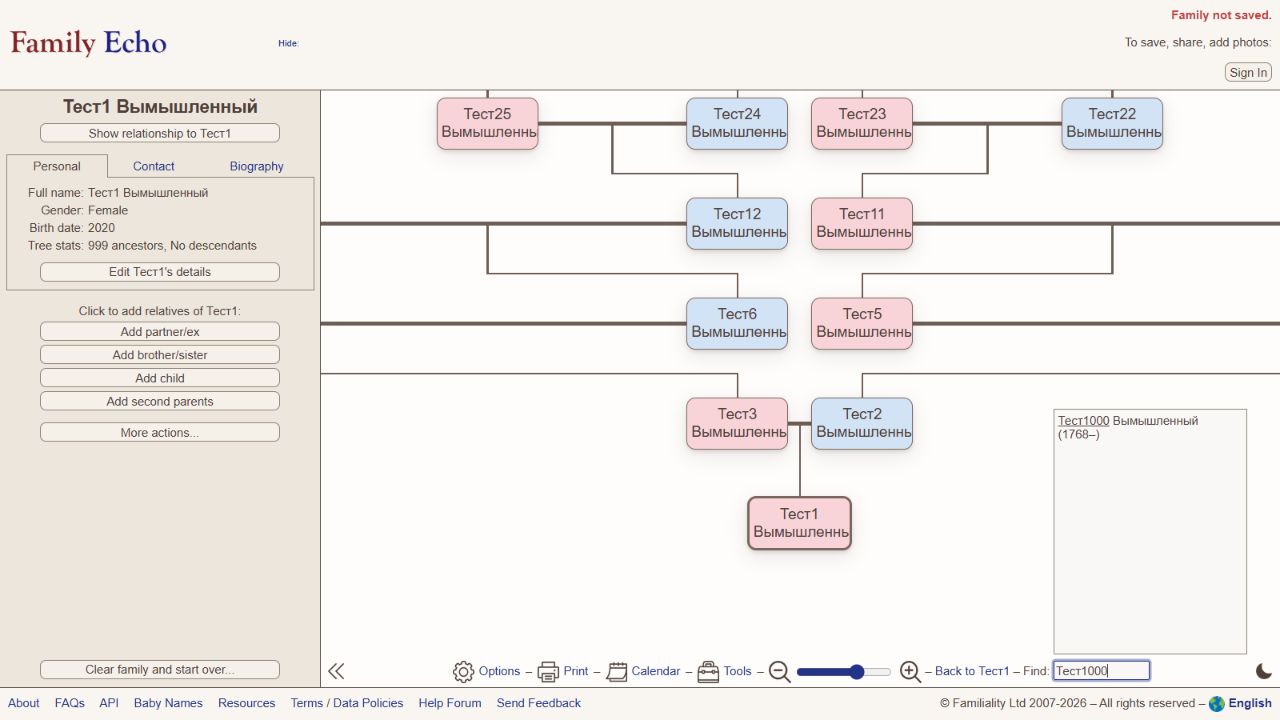 Family Echo
Hide:
Family not saved.
To save, share, add photos:
Sign In
Тест1 Вымышленный
Show relationship to Тест1
Personal
Contact
Biography
Full name: Тест1 Вымышленный
Gender: Female
Birth date: 2020
Tree stats: 999 ancestors, No descendants
Edit Тест1's details
Click to add relatives of Тест1:
Add partner/ex
Add brother/sister
Add child
Add second parents
More actions...
Clear family and start over...
Тест25
Вымышленнь
Тест24
Вымышленнь
Тест23
Вымышленнь
Тест22
Вымышленнь
Тест12
Вымышленнь
Тест11
Вымышленнь
Тест6
Вымышленнь
Тест5
Вымышленнь
Тест3
Вымышленнь
Тест2
Вымышленнь
Тест1
Вымышленнь
Тест1000 Вымышленный
(1768–)
Options – Print – Calendar – Tools – – Back to Тест1 – Find: Тест1000
About FAQs API Baby Names Resources Terms / Data Policies Help Forum Send Feedback
© Familiality Ltd 2007-2026 – All rights reserved – English